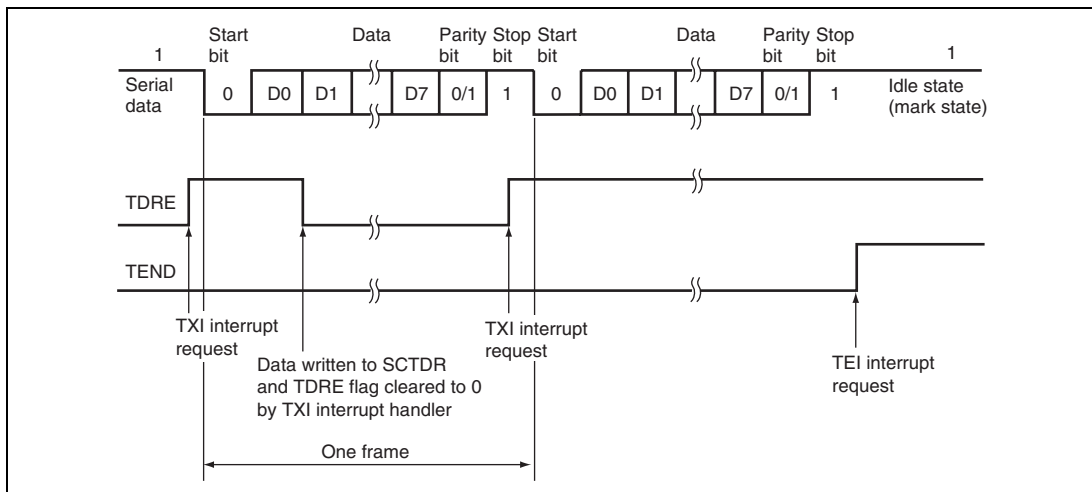 Start bit Data Parity bit Stop bit Start bit Data Parity bit Stop bit
1 1
Serial data 0 D0 D1 D7 0/1 1 0 D0 D1 D7 0/1 1 Idle state (mark state)
TDRE
TEND
TXI interrupt request
Data written to SCTDR and TDRE flag cleared to 0 by TXI interrupt handler
TXI interrupt request
TEI interrupt request
One frame